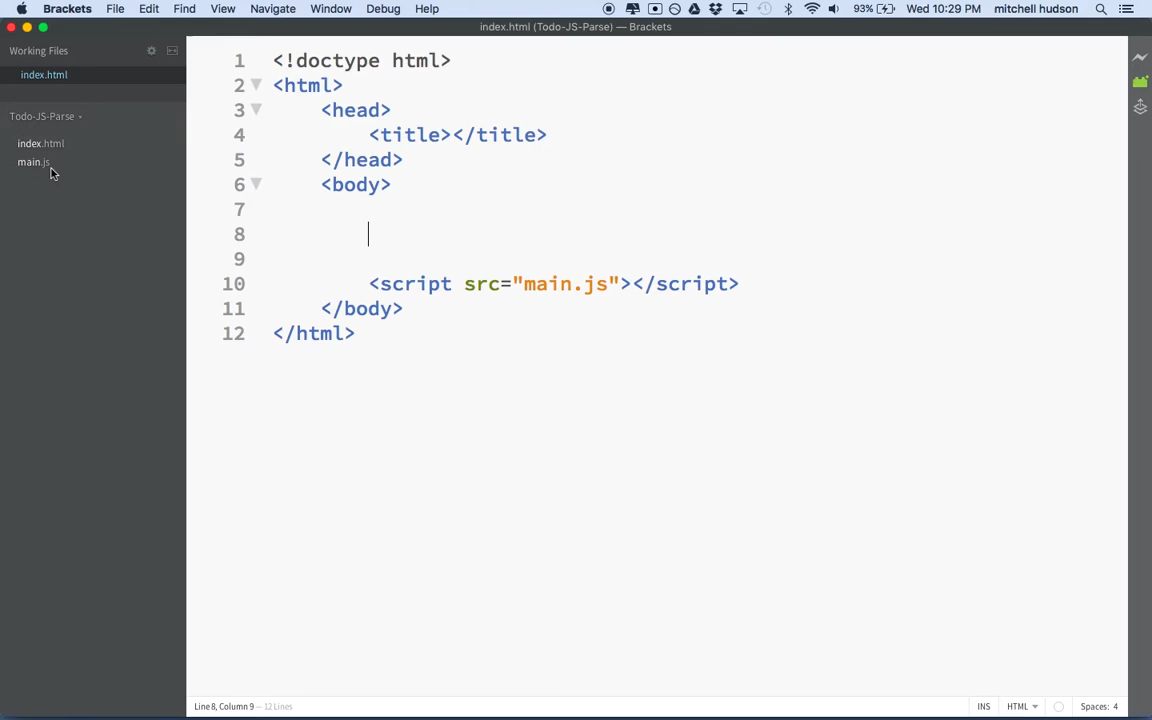 Brackets File Edit Find View Navigate Window Debug Help 93% Wed 10:29 PM mitchell hudson
index.html (Todo-JS-Parse) — Brackets
Working Files
index.html
Todo-JS-Parse
index.html
main.js
1 <!doctype html>
2 <html>
3 <head>
4 <title></title>
5 </head>
6 <body>
7
8
9
10 <script src="main.js"></script>
11 </body>
12 </html>
Line 8, Column 9 — 12 Lines INS HTML Spaces: 4